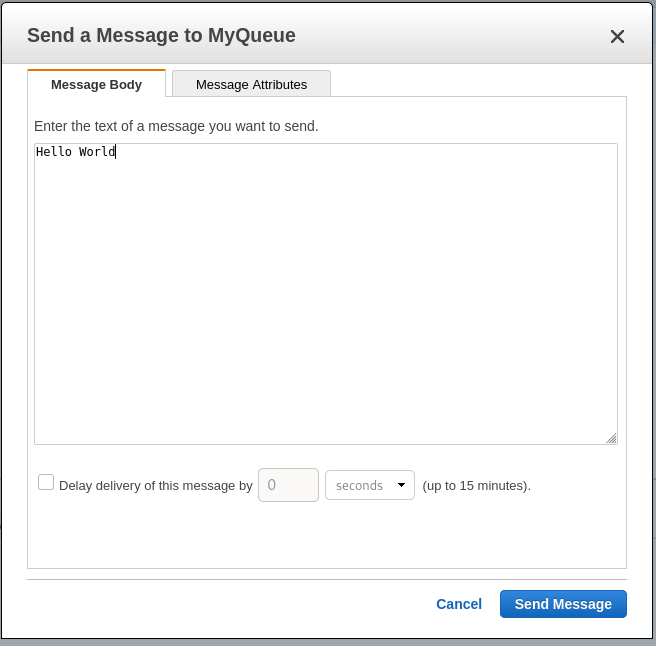 Send a Message to MyQueue
Message Body
Message Attributes
Enter the text of a message you want to send.
Hello World
Delay delivery of this message by 0 seconds (up to 15 minutes).
Cancel
Send Message